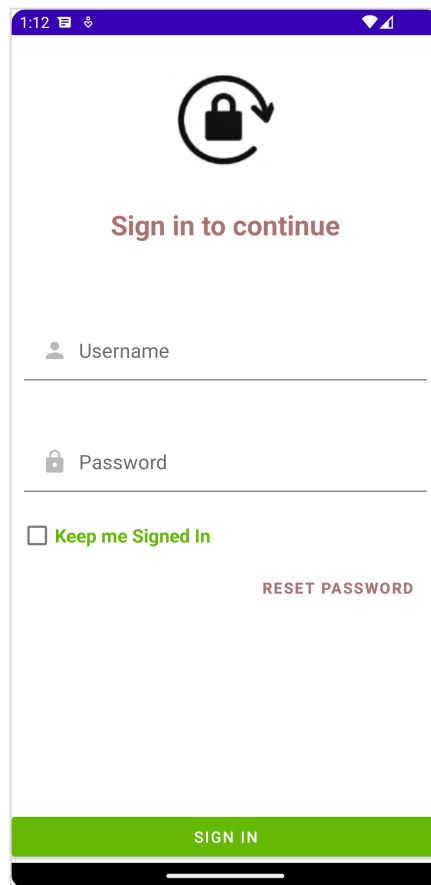 1:12
Sign in to continue
Username
Password
Keep me Signed In
RESET PASSWORD
SIGN IN